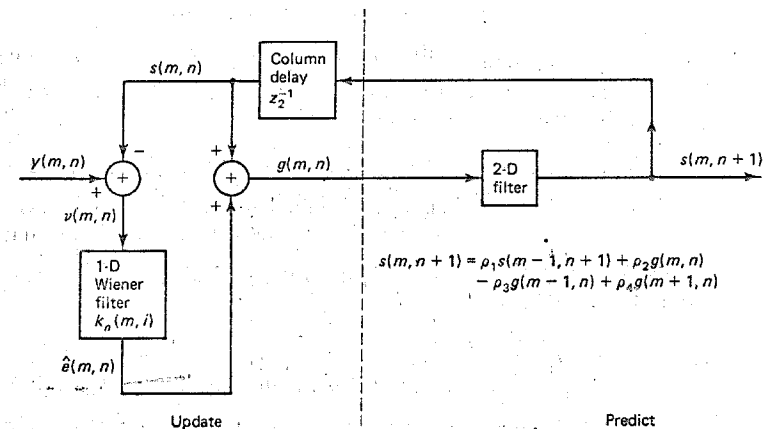 s(m, n)
Column
delay
z₂⁻¹
−
+
y(m, n)
+
+
+
+
g(m, n)
2-D
filter
s(m, n + 1)
ν(m, n)
1-D
Wiener
filter
kₙ(m, i)
s(m, n + 1) = ρ₁s(m − 1, n + 1) + ρ₂g(m, n)
− ρ₃g(m − 1, n) + ρ₄g(m + 1, n)
ê(m, n)
Update
Predict